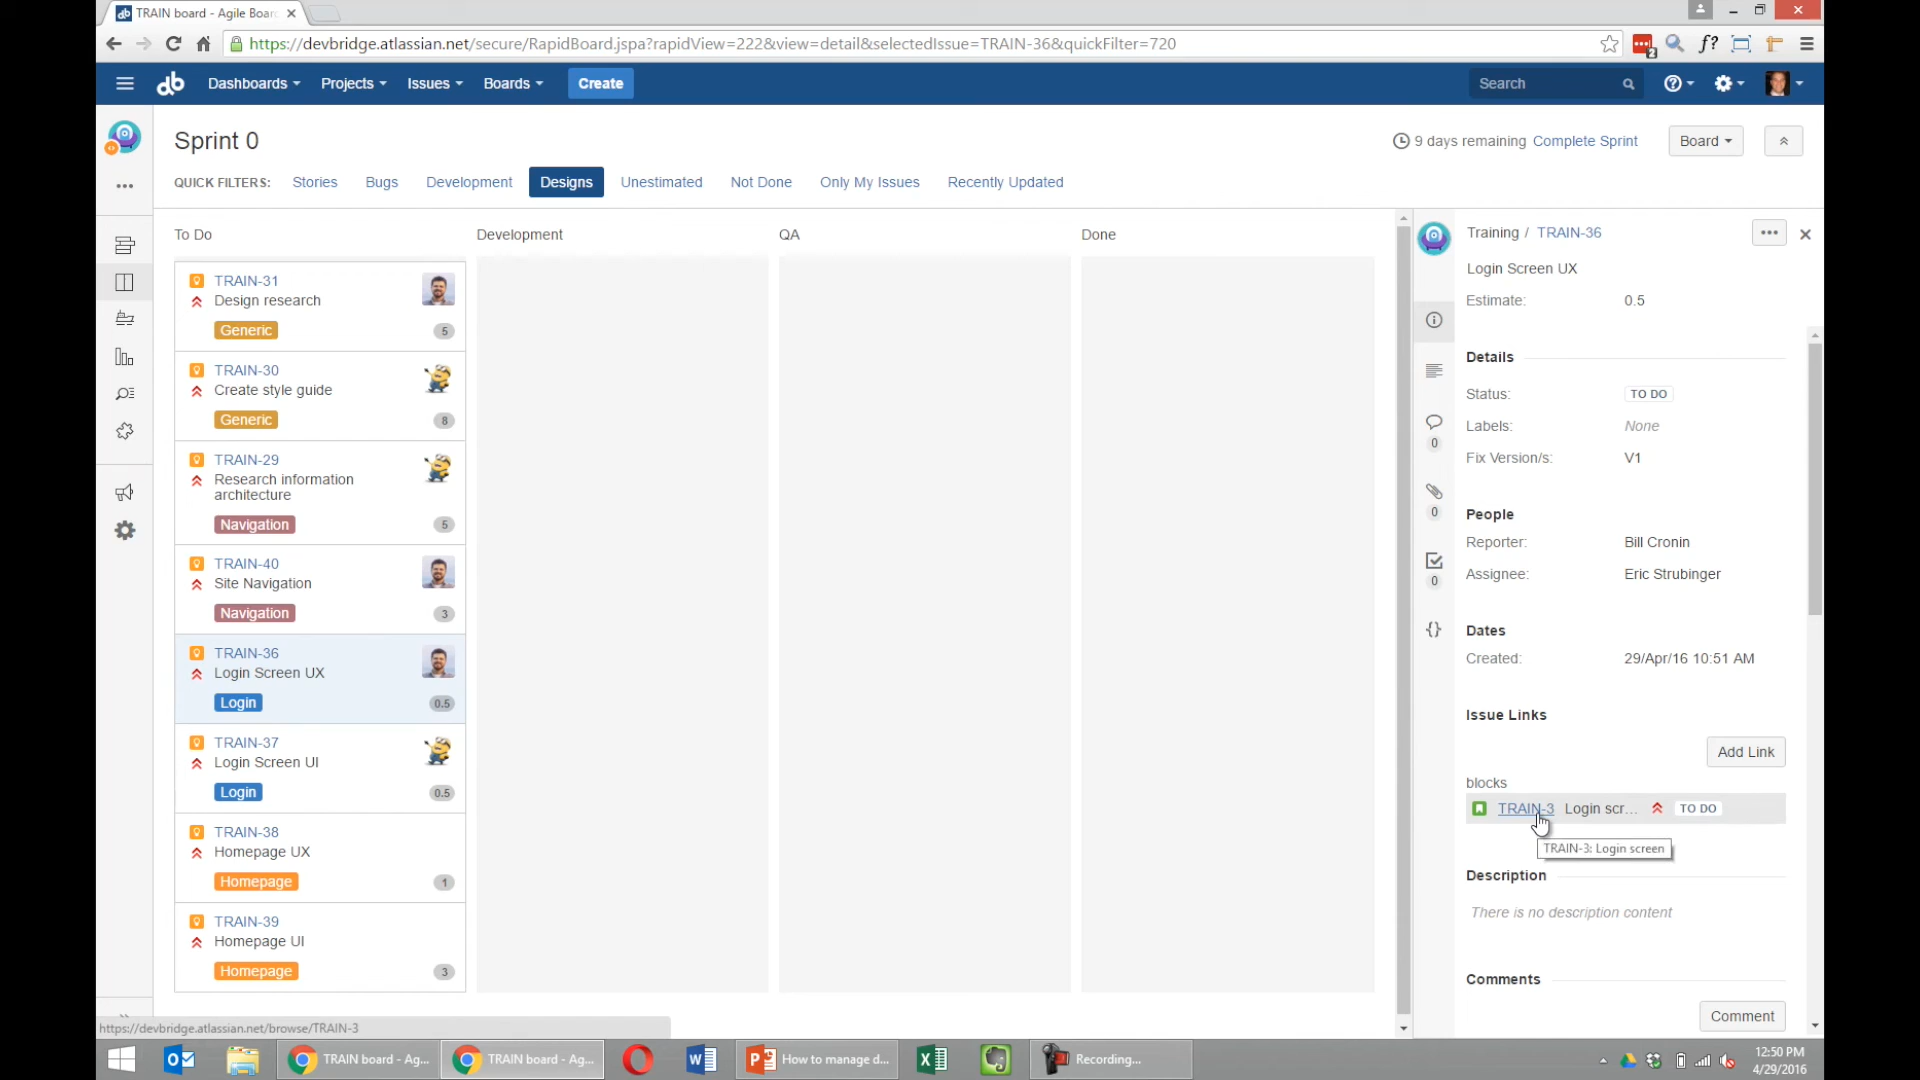 TRAIN board - Agile Boar
https://devbridge.atlassian.net/secure/RapidBoard.jspa?rapidView=222&view=detail&selectedIssue=TRAIN-36&quickFilter=720
f?
2
Dashboards Projects Issues Boards Create Search
Sprint 0
9 days remaining Complete Sprint Board
QUICK FILTERS: Stories Bugs Development Designs Unestimated Not Done Only My Issues Recently Updated
To Do Development QA Done
TRAIN-31
Design research
Generic 5
TRAIN-30
Create style guide
Generic 8
TRAIN-29
Research information
architecture
Navigation 5
TRAIN-40
Site Navigation
Navigation 3
TRAIN-36
Login Screen UX
Login 0.5
TRAIN-37
Login Screen UI
Login 0.5
TRAIN-38
Homepage UX
Homepage 1
TRAIN-39
Homepage UI
Homepage 3
Training / TRAIN-36
Login Screen UX
Estimate: 0.5
Details
Status: TO DO
Labels: None
Fix Version/s: V1
People
Reporter: Bill Cronin
Assignee: Eric Strubinger
Dates
Created: 29/Apr/16 10:51 AM
Issue Links
Add Link
blocks
TRAIN-3 Login scr... TO DO
TRAIN-3: Login screen
Description
There is no description content
Comments
Comment
0
0
0
https://devbridge.atlassian.net/browse/TRAIN-3
TRAIN board - Ag... TRAIN board - Ag... How to manage d... Recording...
12:50 PM
4/29/2016